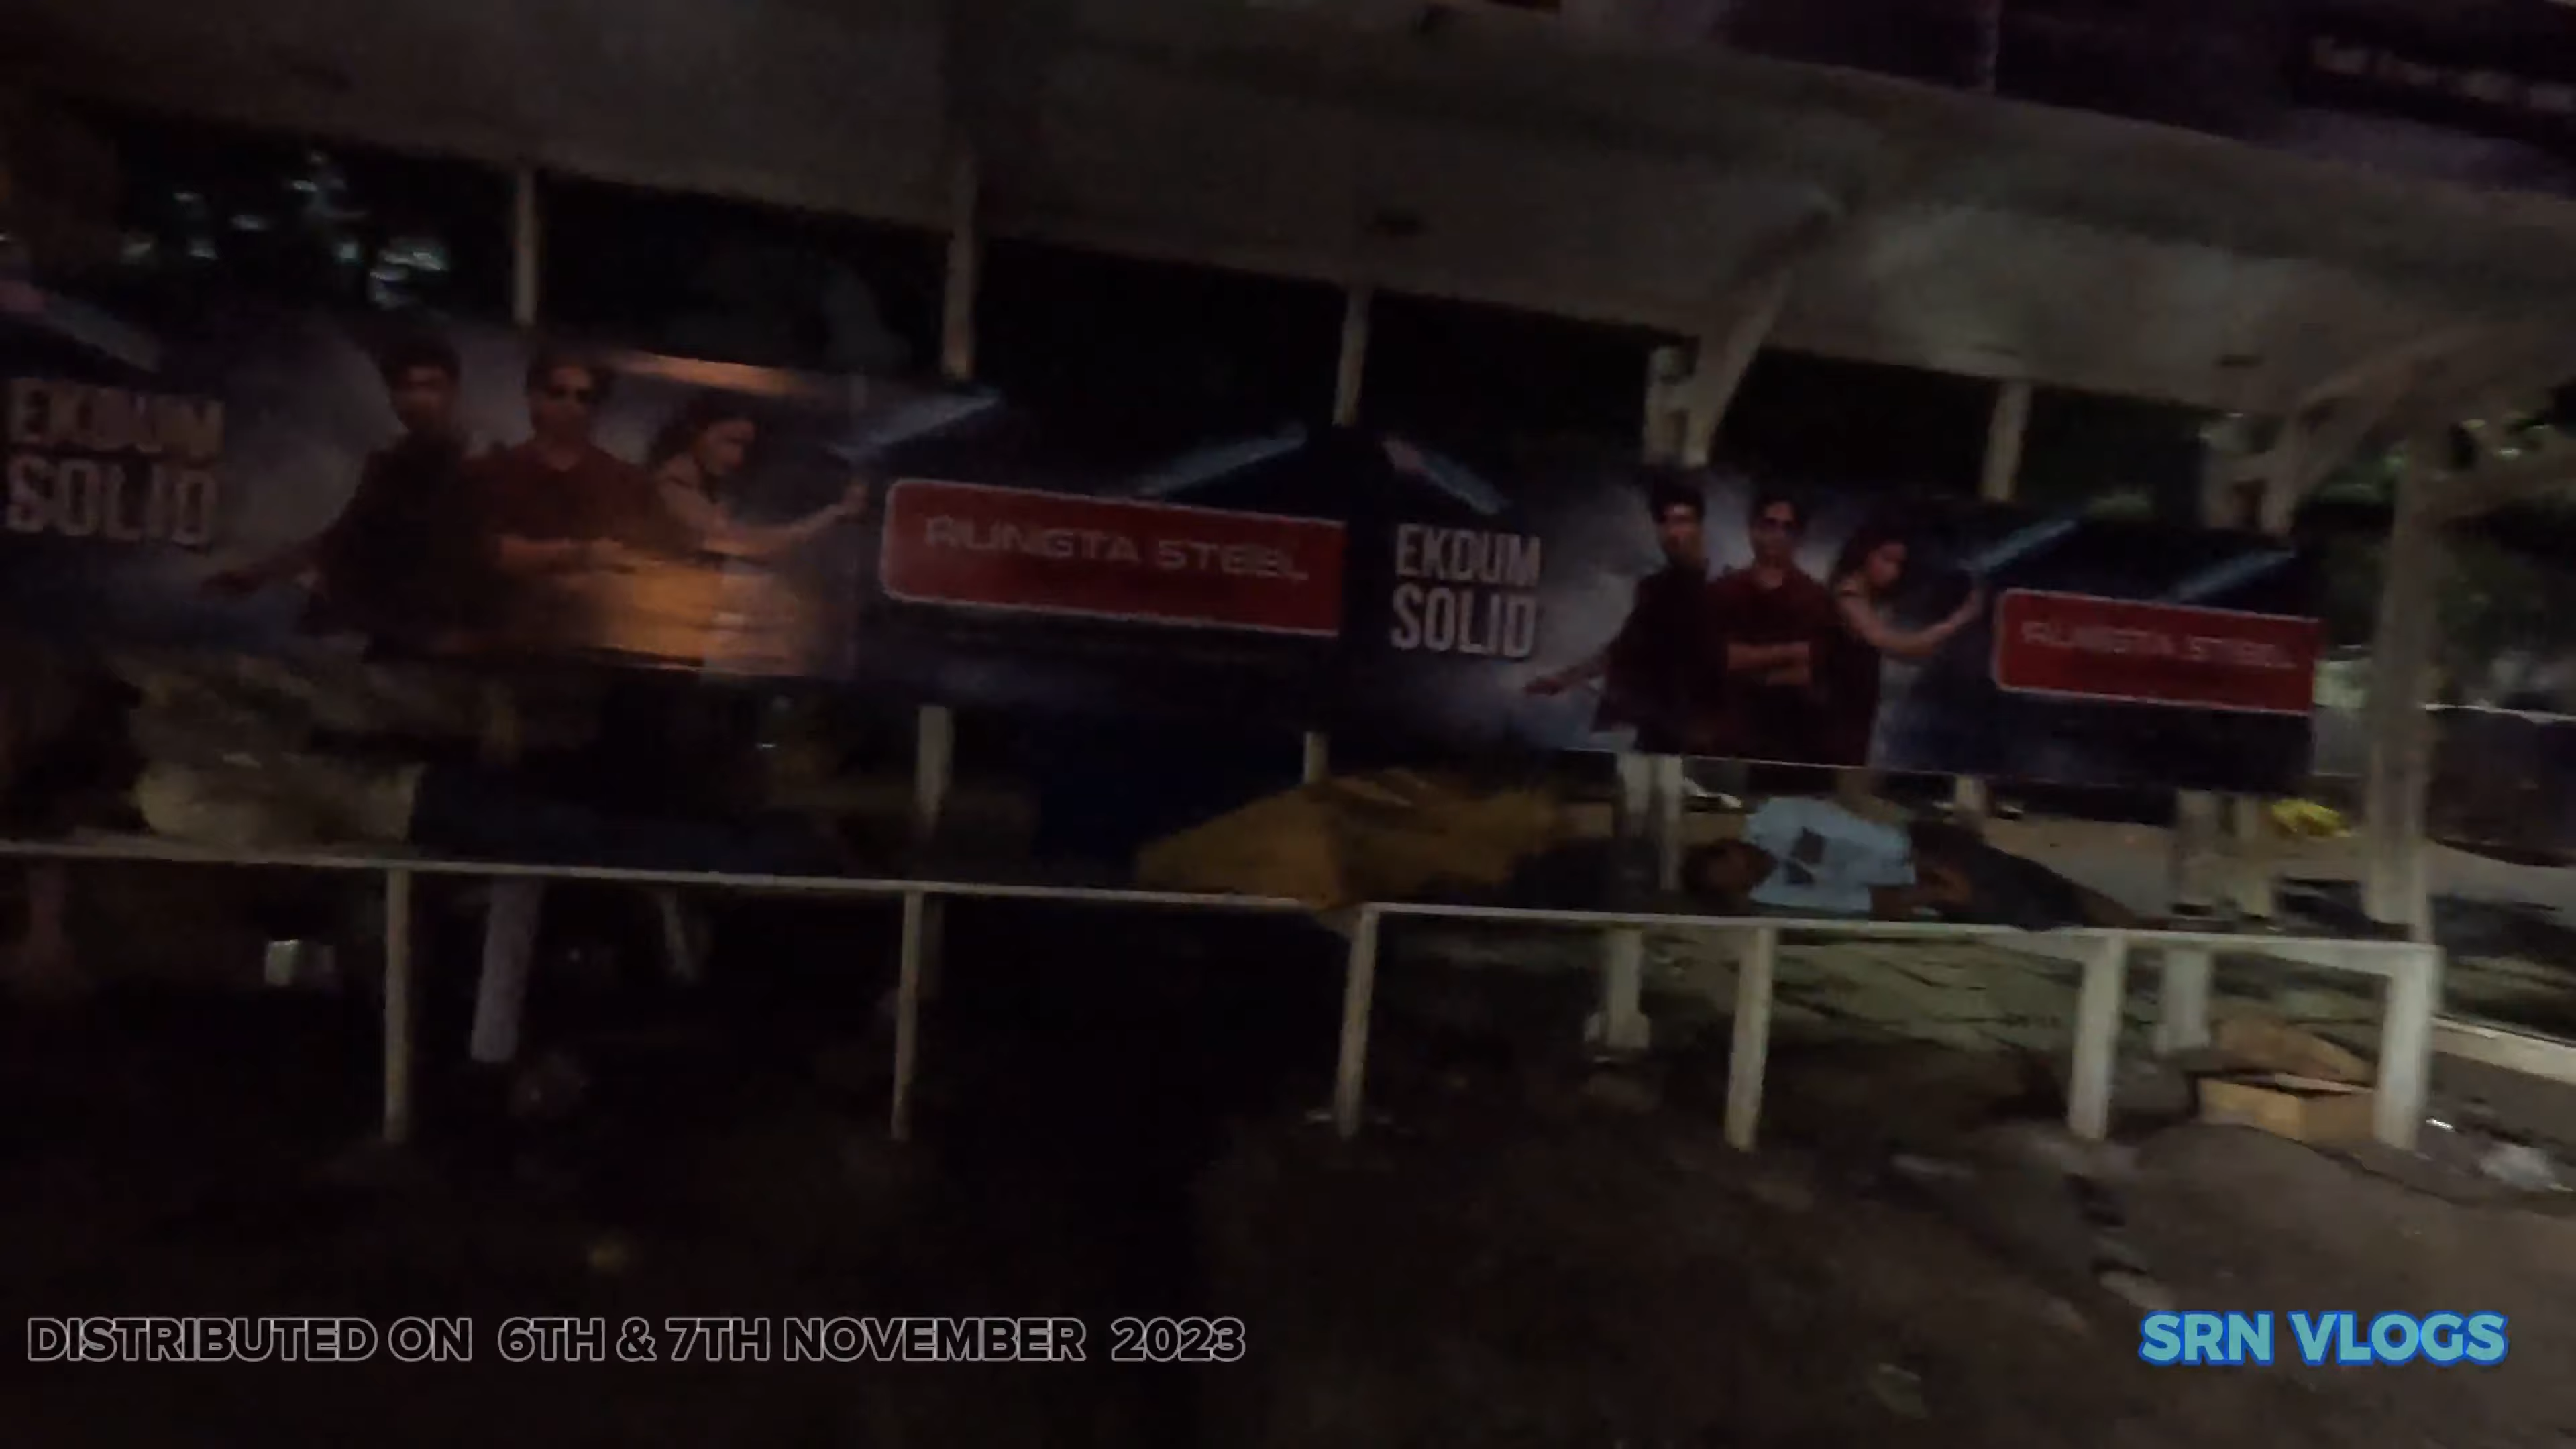 EKDUM
SOLID
RUNGTA STEEL
EKDUM
SOLID
RUNGTA STEEL
DISTRIBUTED ON 6TH & 7TH NOVEMBER 2023
SRN VLOGS